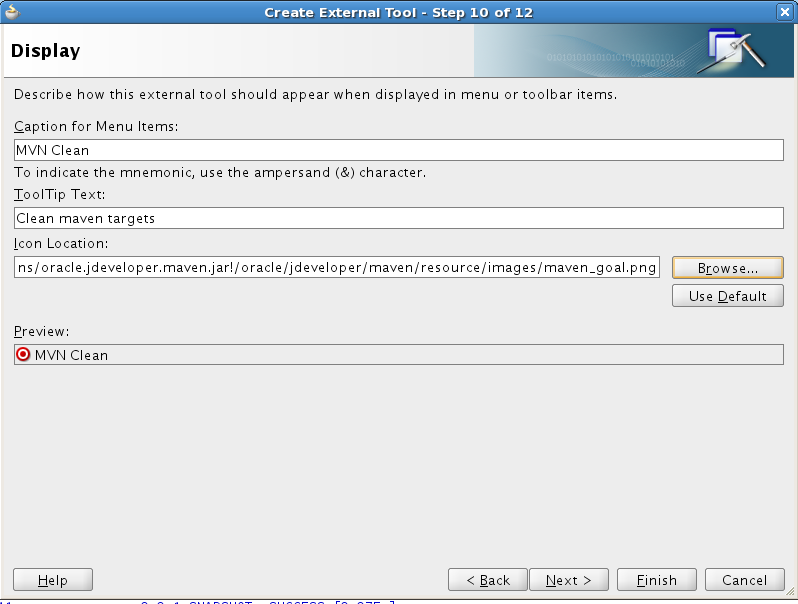 Create External Tool - Step 10 of 12
Display
Describe how this external tool should appear when displayed in menu or toolbar items.
Caption for Menu Items:
MVN Clean
To indicate the mnemonic, use the ampersand (&) character.
ToolTip Text:
Clean maven targets
Icon Location:
ns/oracle.jdeveloper.maven.jar!/oracle/jdeveloper/maven/resource/images/maven_goal.png
Browse...
Use Default
Preview:
MVN Clean
Help
< Back
Next >
Finish
Cancel